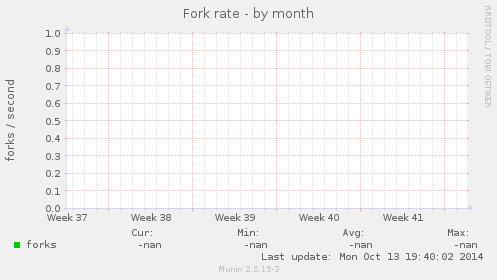 Fork rate - by month
RRDTOOL / TOBI OETIKER
forks / second
1.0
0.9
0.8
0.7
0.6
0.5
0.4
0.3
0.2
0.1
0.0
Week 37 Week 38 Week 39 Week 40 Week 41
Cur: Min: Avg: Max:
forks -nan -nan -nan -nan
Last update: Mon Oct 13 19:40:02 2014
Munin 2.0.19-3